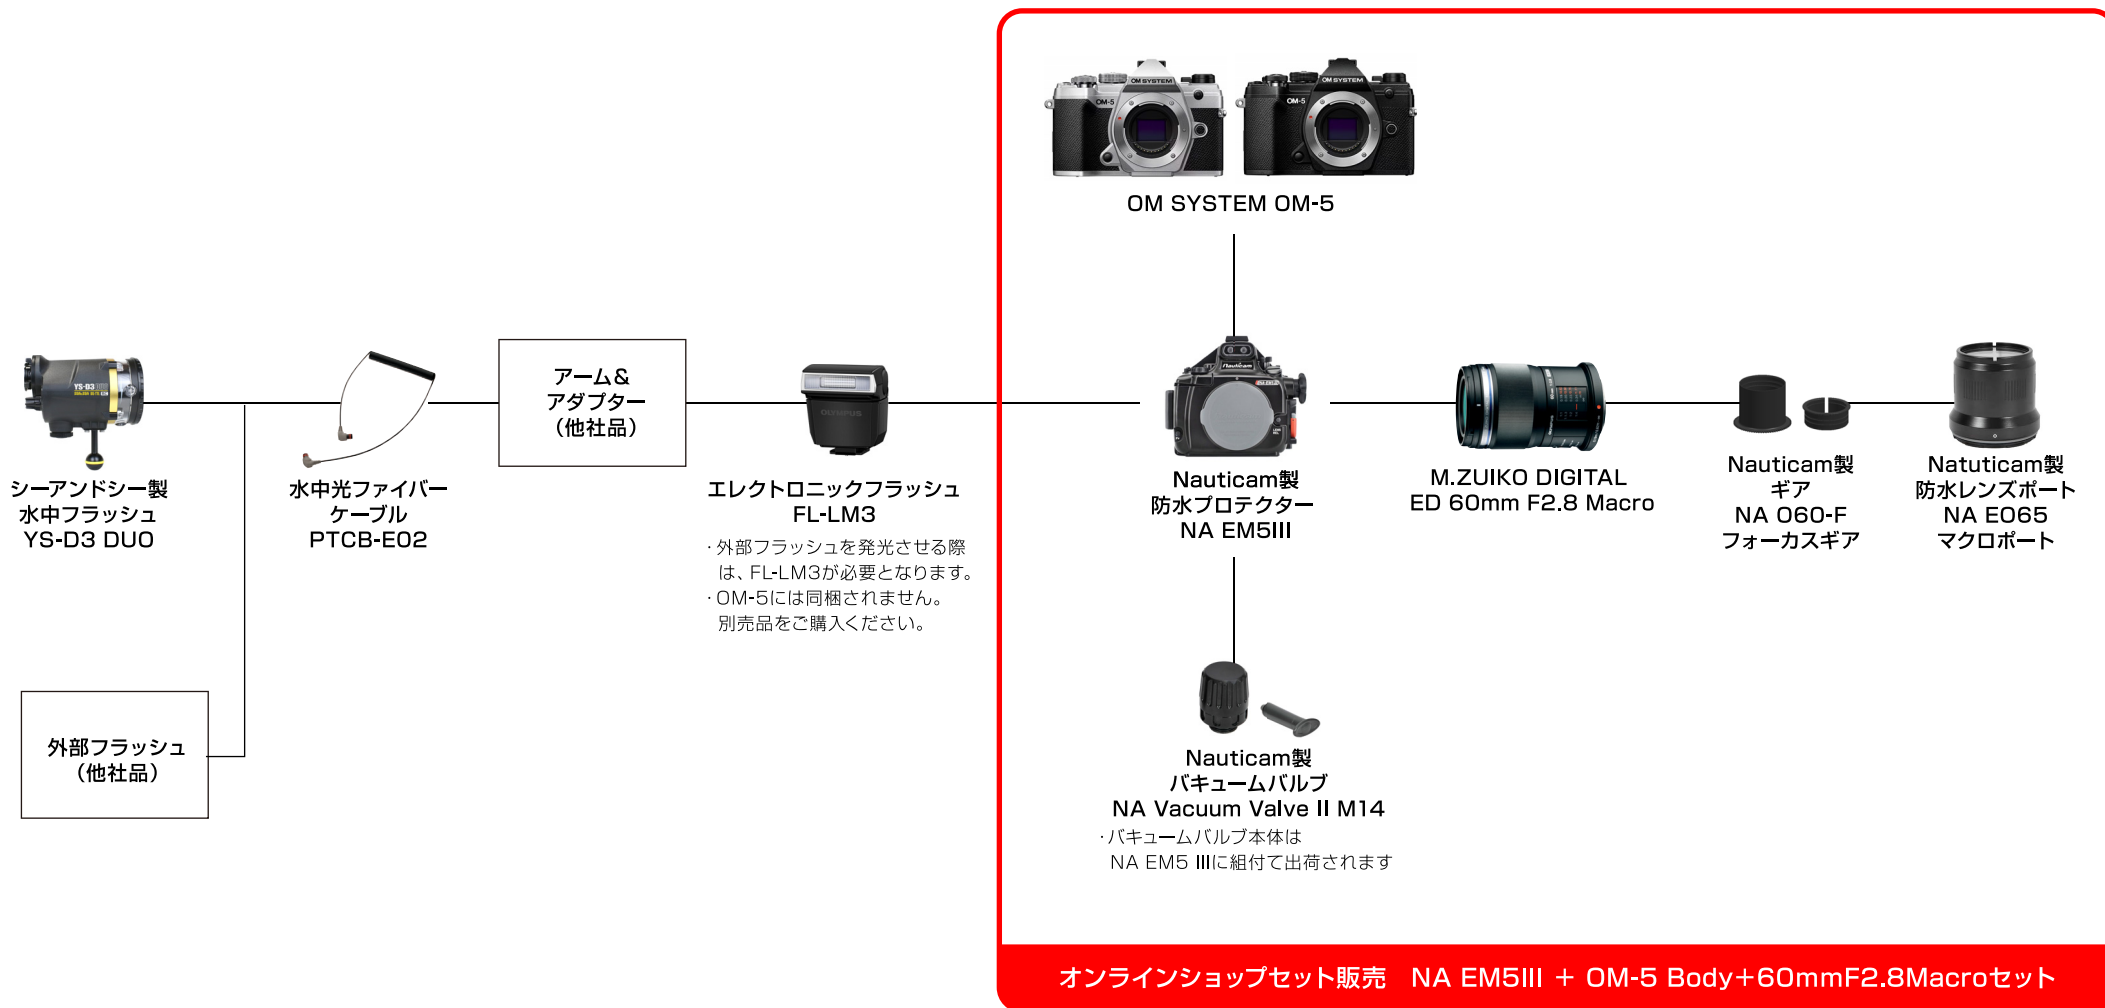 OM SYSTEM
OM-5
OM SYSTEM
OM-5
OM SYSTEM OM-5
YS-D3
シーアンドシー製
水中フラッシュ
YS-D3 DUO
水中光ファイバー
ケーブル
PTCB-E02
アーム＆
アダプター
（他社品）
OLYMPUS
エレクトロニックフラッシュ
FL-LM3
・外部フラッシュを発光させる際
は、FL-LM3が必要となります。
・OM-5には同梱されません。
別売品をご購入ください。
Nauticam
Nauticam製
防水プロテクター
NA EM5III
M.ZUIKO DIGITAL
ED 60mm F2.8 Macro
Nauticam製
ギア
NA O60-F
フォーカスギア
Natuticam製
防水レンズポート
NA EO65
マクロポート
外部フラッシュ
（他社品）
Nauticam製
バキュームバルブ
NA Vacuum Valve II M14
・バキュームバルブ本体は
NA EM5 IIIに組付て出荷されます
オンラインショップセット販売　NA EM5III + OM-5 Body+60mmF2.8Macroセット